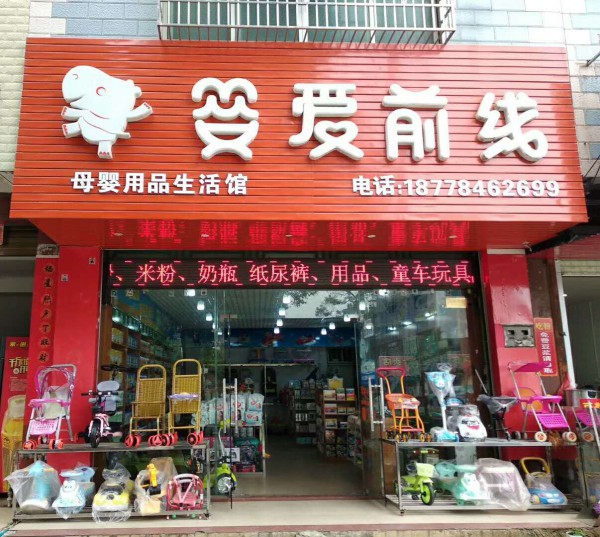 婴爱前线
母婴用品生活馆
电话:18778462699
、米粉、奶瓶 纸尿裤、用品、童车玩具